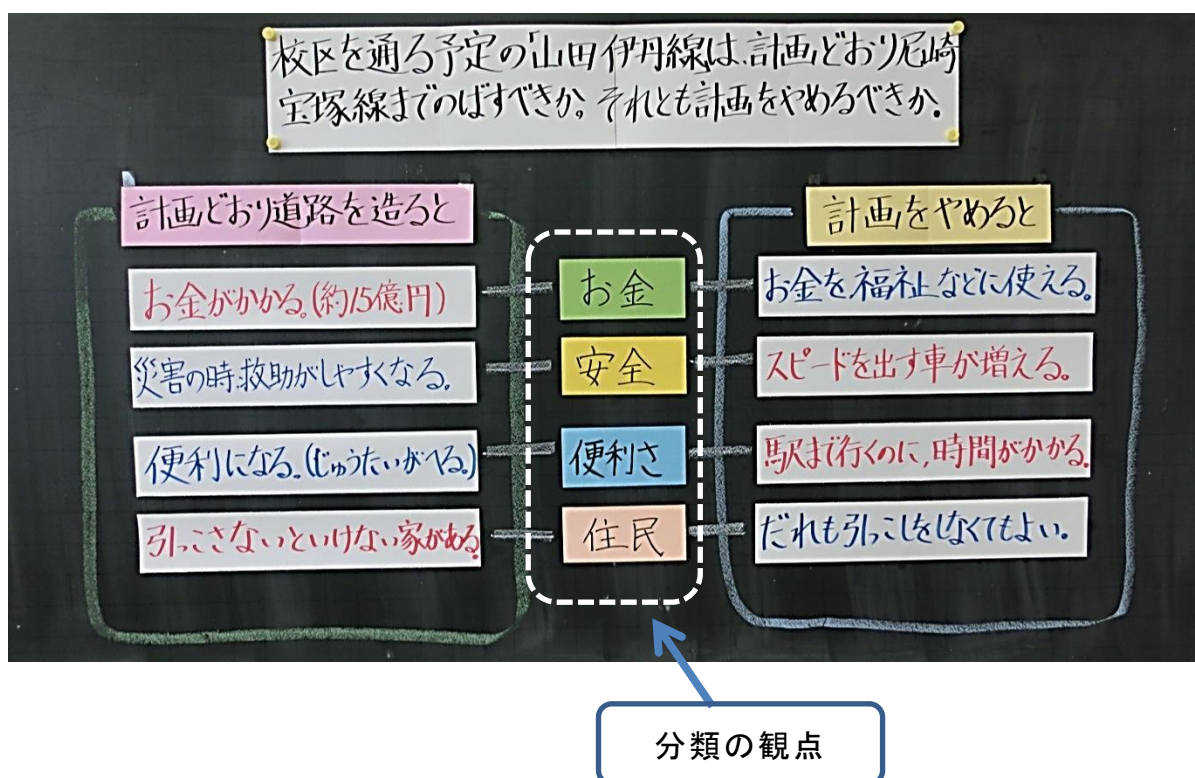 校区を通る予定の「山田伊丹線」は、計画どおり尼崎
宝塚線までのばすべきか。それとも計画をやめるべきか。
計画どおり道路を造ると
計画をやめると
お金がかかる。(約15億円)
お金
お金を福祉などに使える。
災害の時、救助がしやすくなる。
安全
スピードを出す車が増える。
便利になる。(じゅうたいがへる。)
便利さ
駅まで行くのに、時間がかかる。
引っこさないといけない家がある。
住民
だれも引っこしをしなくてもよい。
分類の観点